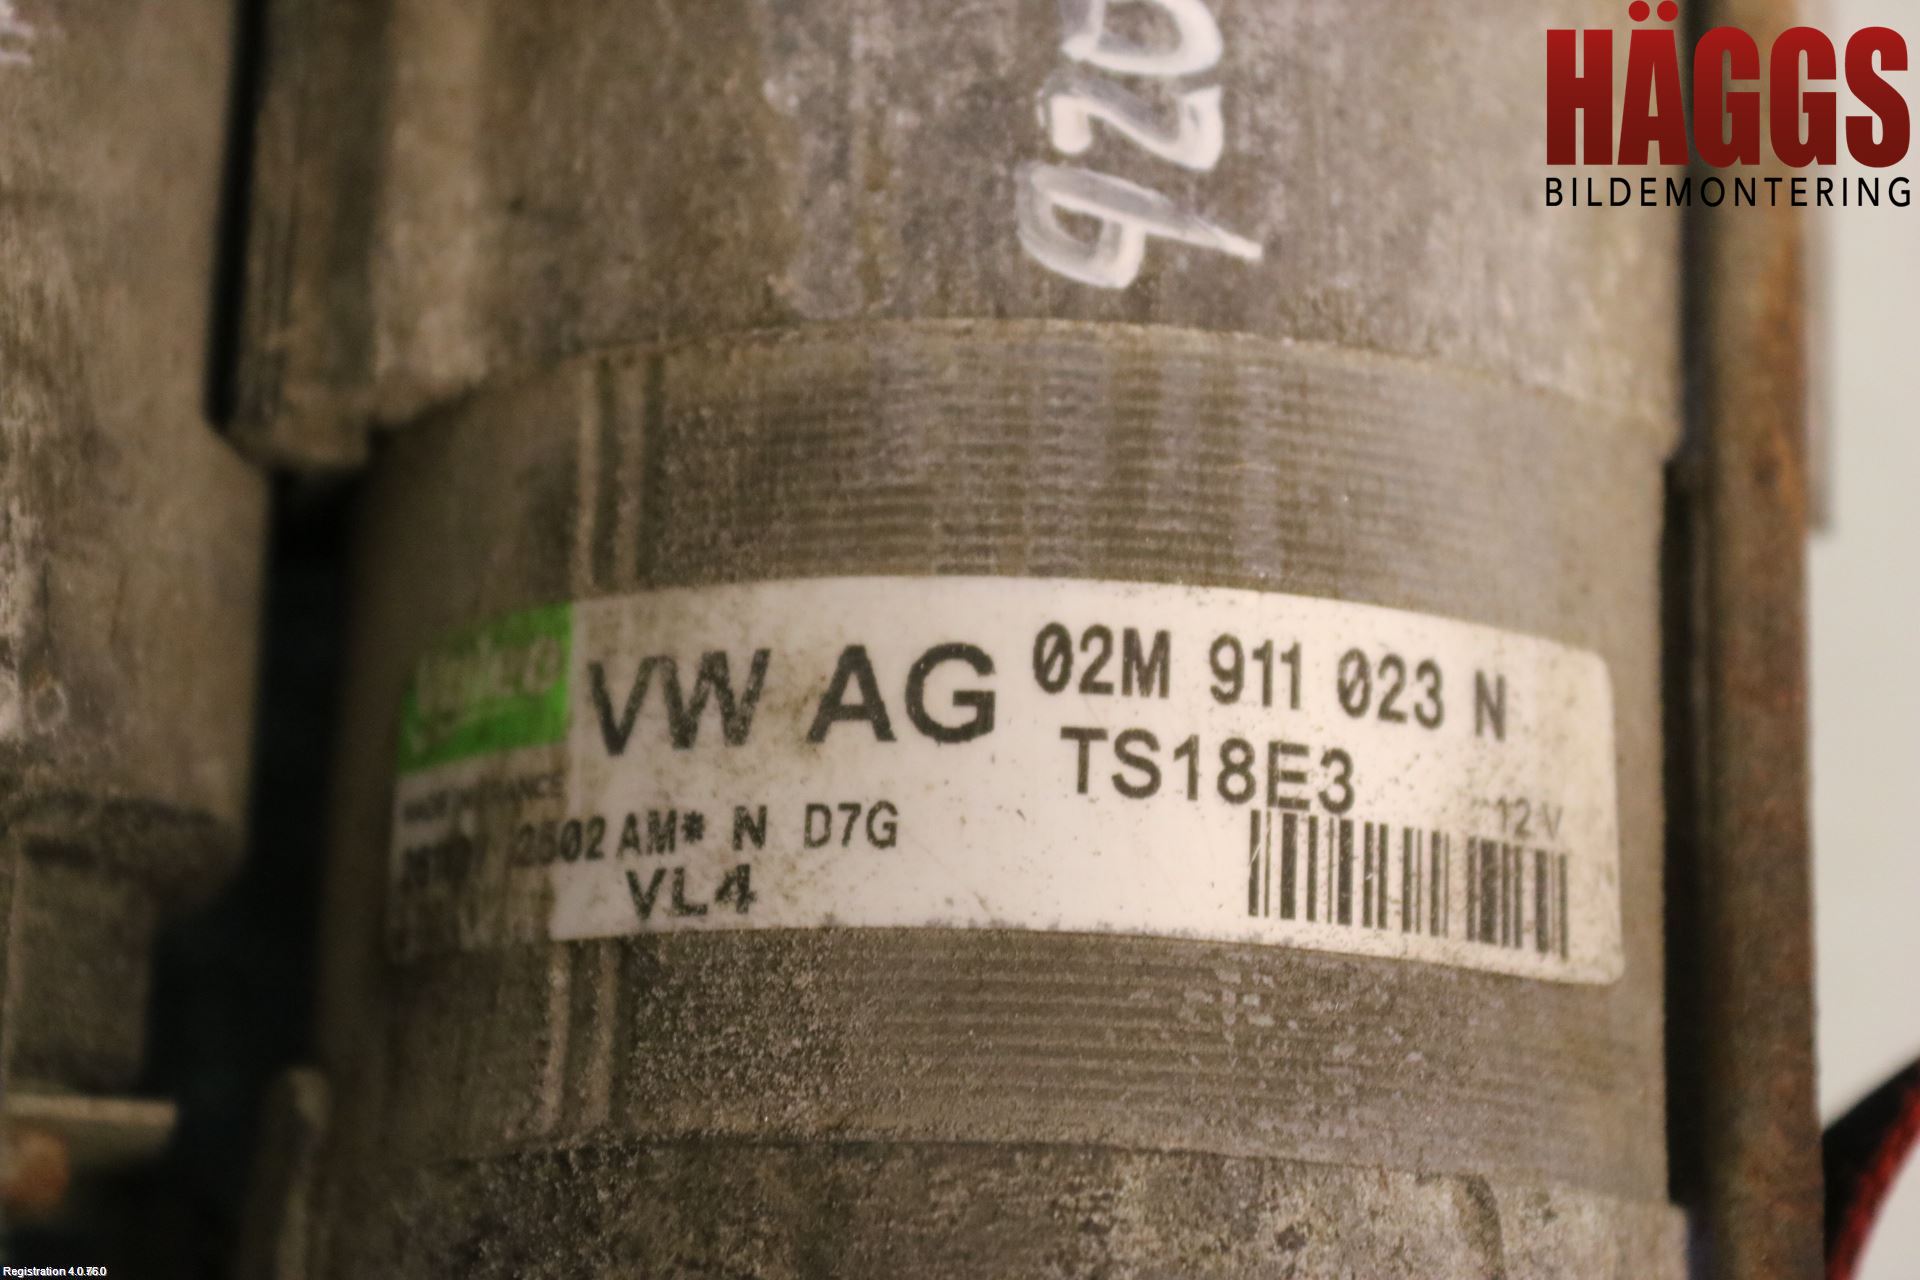 HÄGGS
BILDEMONTERING
VW AG 02M 911 023 N
TS18E3
12 V
2502 AM* N D7G
VL4